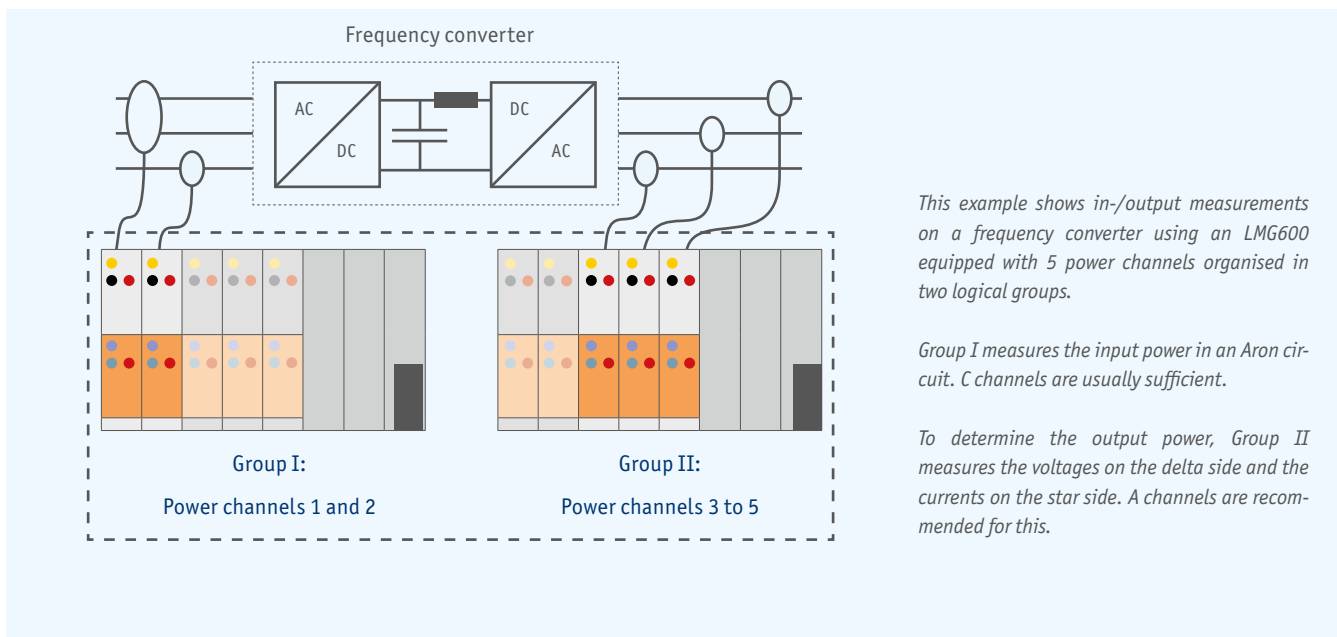 Frequency converter
AC
DC
DC
AC
This example shows in-/output measurements
on a frequency converter using an LMG600
equipped with 5 power channels organised in
two logical groups.
Group I measures the input power in an Aron cir-
cuit. C channels are usually sufficient.
To determine the output power, Group II
measures the voltages on the delta side and the
currents on the star side. A channels are recom-
mended for this.
Group I:
Power channels 1 and 2
Group II:
Power channels 3 to 5